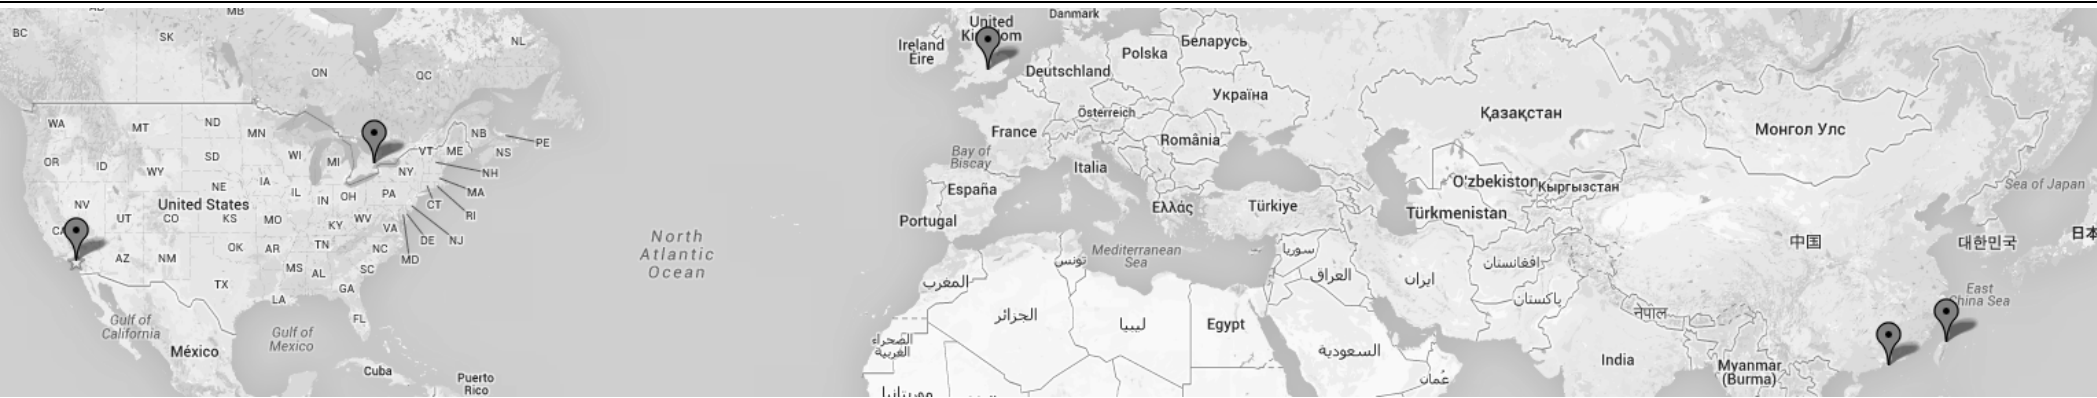 BC
SK
MB
NL
ON
QC
WA
MT
ND
MN
NB
PE
OR
ID
SD
WI
MI
VT
ME
NS
WY
NY
NH
NE
IA
IL
IN
OH
PA
MA
NV
UT
United States
CO
KS
MO
KY
WV
CT
RI
CA
VA
DE
NJ
AZ
NM
OK
AR
TN
NC
MD
MS
AL
SC
TX
GA
LA
FL
Gulf of
California
Gulf of
Mexico
México
Cuba
Puerto
Rico
North
Atlantic
Ocean
United
Kingdom
Ireland
Éire
Danmark
Polska
Беларусь
Deutschland
Україна
Österreich
France
România
Bay of
Biscay
Italia
España
Portugal
Ελλάς
Türkiye
Mediterranean
Sea
تونس
المغرب
الجزائر
ليبيا
Egypt
الصحراء
الغربية
موريتانيا
سوريا
العراق
ایران
السعودية
عُمان
Қазақстан
Монгол Улс
O'zbekiston
Кыргызстан
Türkmenistan
افغانستان
پاکستان
नेपाल
India
Myanmar
(Burma)
中国
대한민국
Sea of Japan
日本
East
China Sea